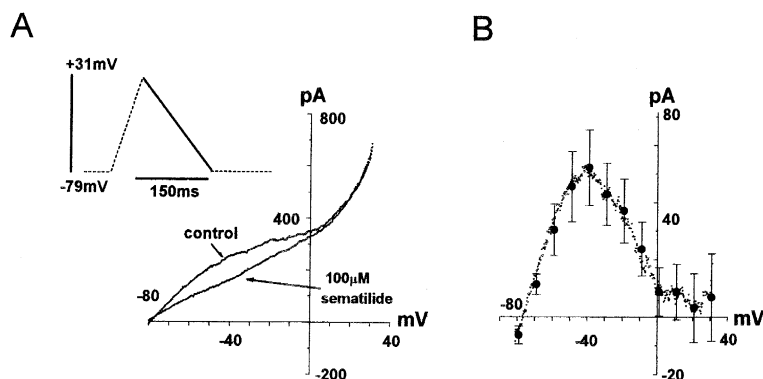 A
+31mV
-79mV
150ms
pA
800
400
control
100μM
sematilide
-80
-40
mV
40
-200
B
pA
80
40
-80
-40
mV
40
-20